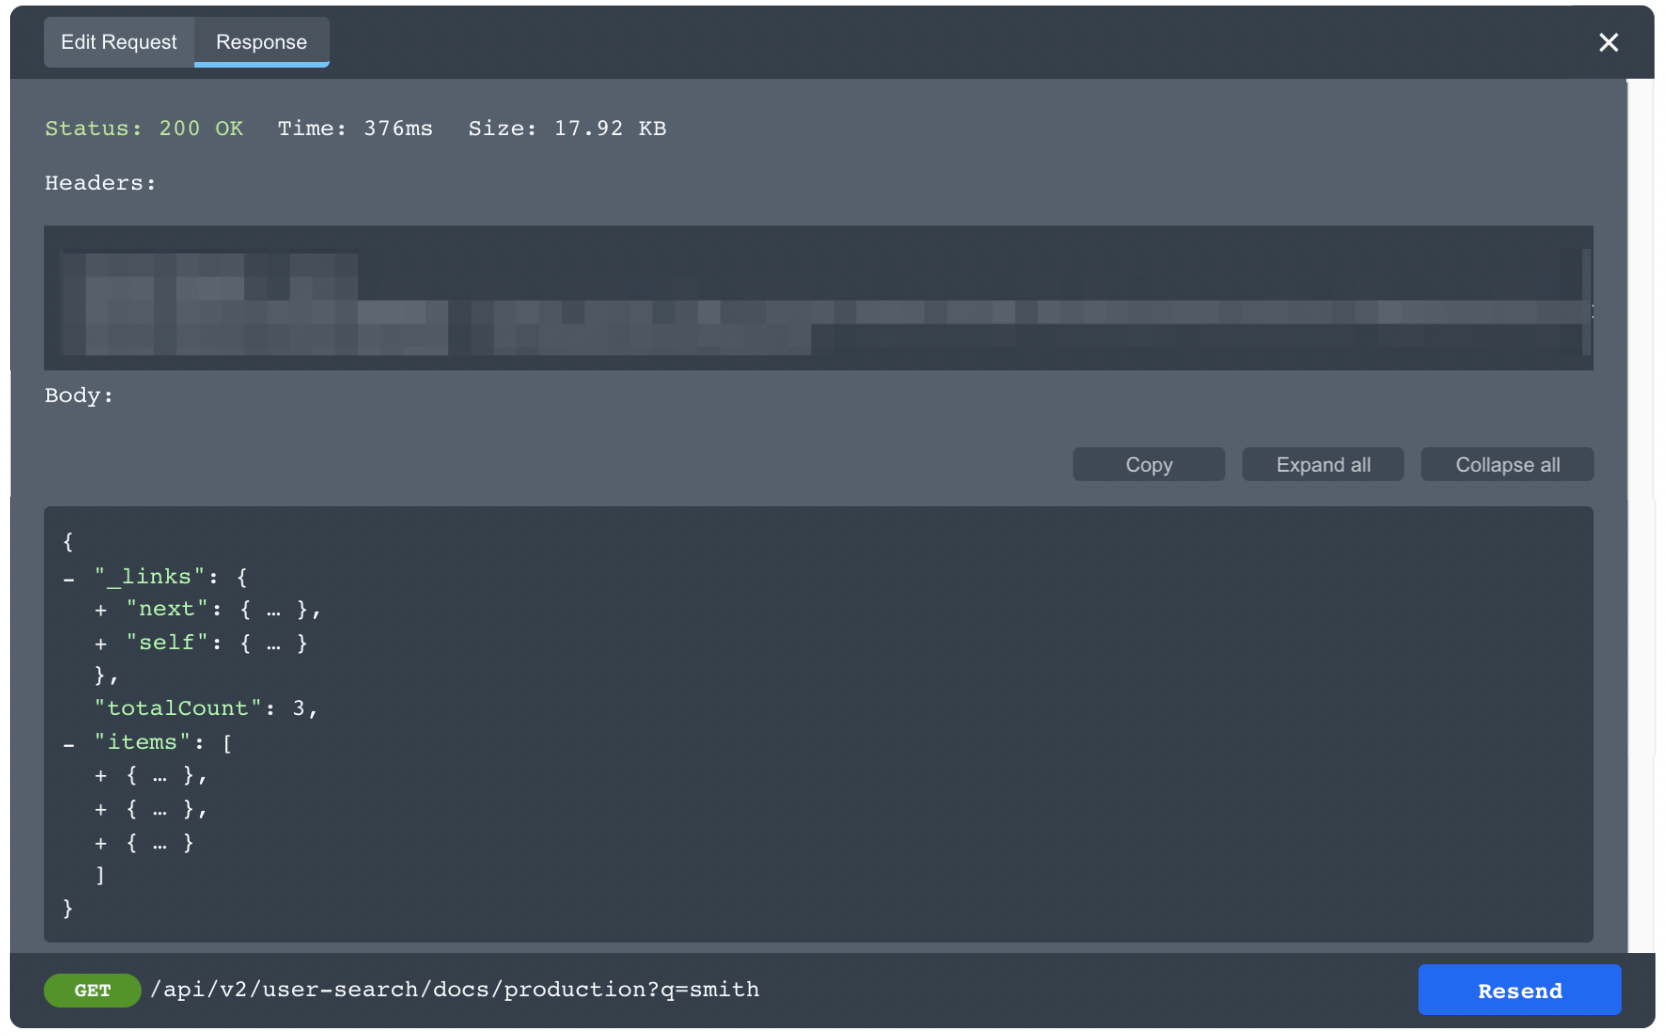 Edit Request Response ×
Status: 200 OK Time: 376ms Size: 17.92 KB
Headers:
Body:
Copy Expand all Collapse all
{
– "_links": {
+ "next": { … },
+ "self": { … }
},
"totalCount": 3,
– "items": [
+ { … },
+ { … },
+ { … }
]
}
GET /api/v2/user-search/docs/production?q=smith Resend